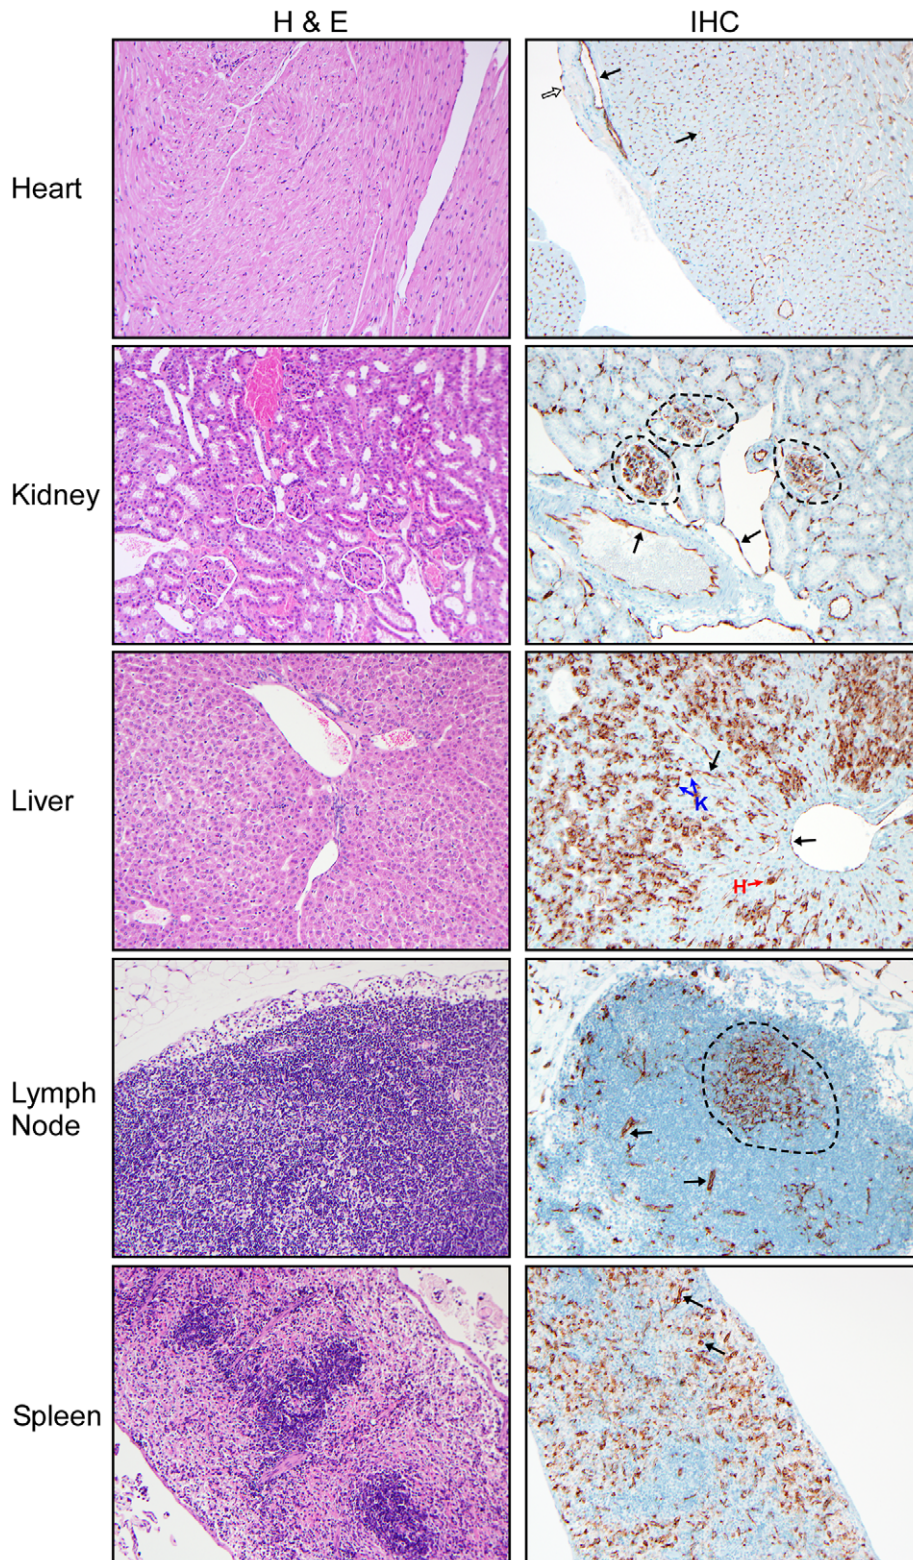 H & E
IHC
Heart
Kidney
Liver
K
H
Lymph
Node
Spleen